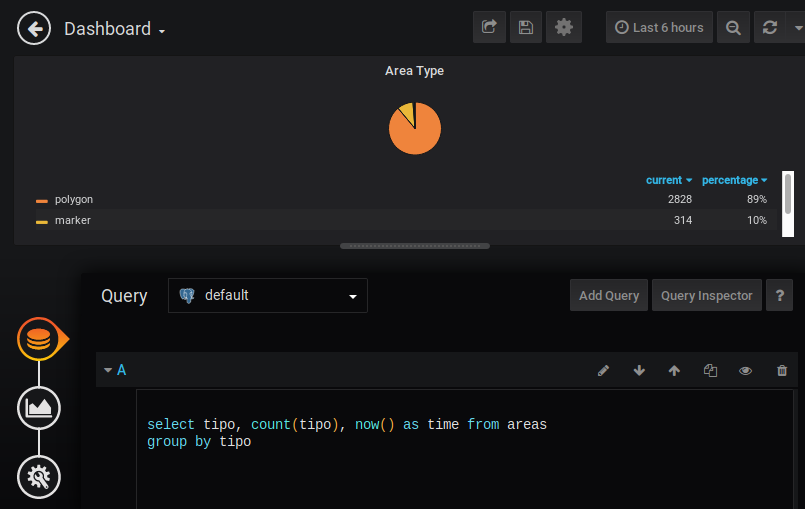 Dashboard
Last 6 hours
Area Type
current percentage
polygon 2828 89%
marker 314 10%
Query default Add Query Query Inspector ?
A
select tipo, count(tipo), now() as time from areas
group by tipo